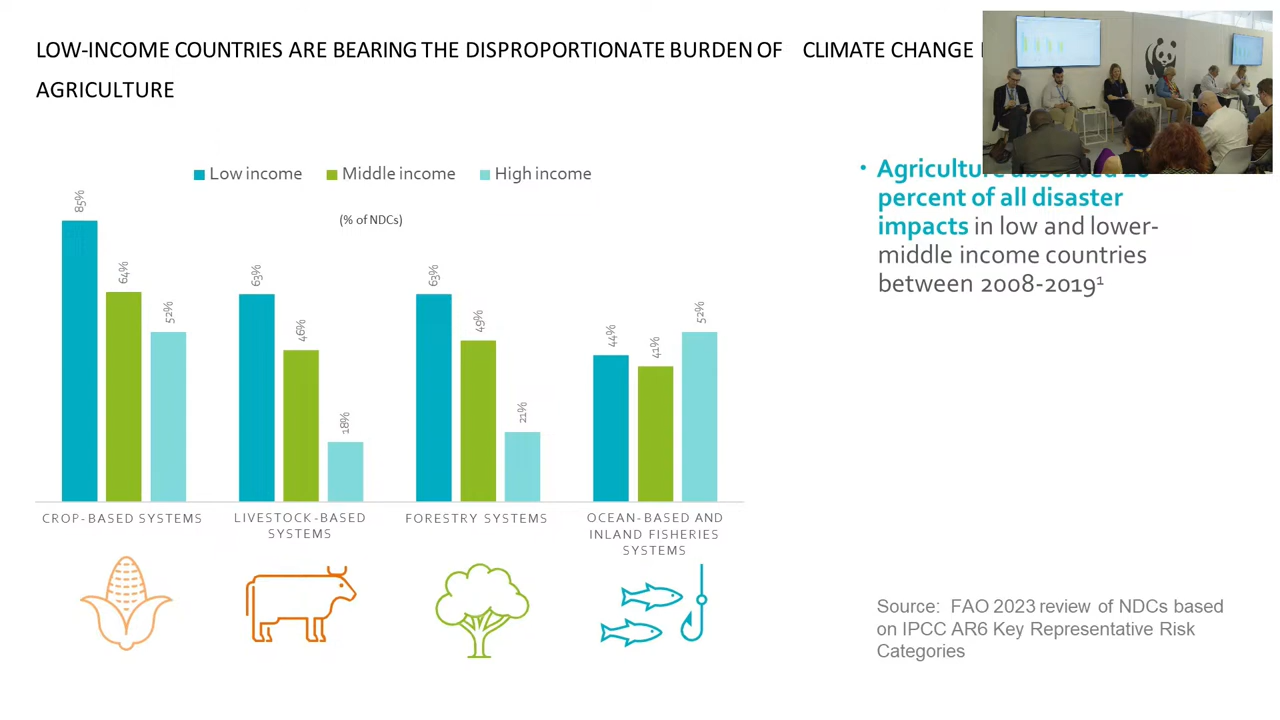 LOW-INCOME COUNTRIES ARE BEARING THE DISPROPORTIONATE BURDEN OF CLIMATE CHANGE
AGRICULTURE
Low income
Middle income
High income
(% of NDCs)
85%
64%
52%
63%
46%
18%
63%
49%
21%
44%
41%
52%
CROP-BASED SYSTEMS
LIVESTOCK-BASED
SYSTEMS
FORESTRY SYSTEMS
OCEAN-BASED AND
INLAND FISHERIES
SYSTEMS
• Agriculture absorbed
percent of all disaster
impacts in low and lower-
middle income countries
between 2008-2019¹
Source: FAO 2023 review of NDCs based
on IPCC AR6 Key Representative Risk
Categories